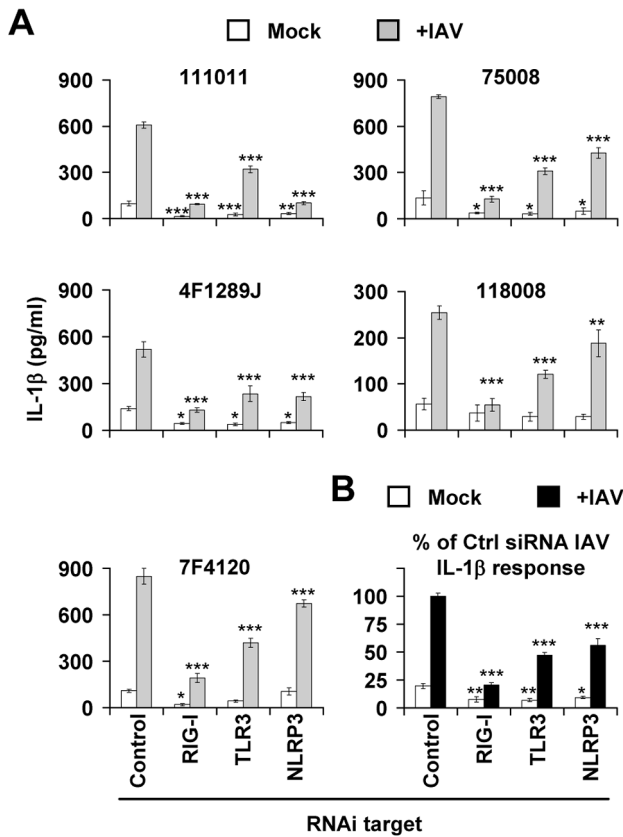 A
Mock +IAV
111011
900
600
300
0
*** *** *** *** ** ***
75008
900
600
300
0
* *** * *** * ***
IL-1β (pg/ml)
4F1289J
900
600
300
0
* *** * *** * ***
118008
300
200
100
0
*** *** **
7F4120
900
600
300
0
* *** *** ***
Control
RIG-I
TLR3
NLRP3
B
Mock +IAV
% of Ctrl siRNA IAV
IL-1β response
100
75
50
25
0
** *** ** *** * ***
Control
RIG-I
TLR3
NLRP3
RNAi target